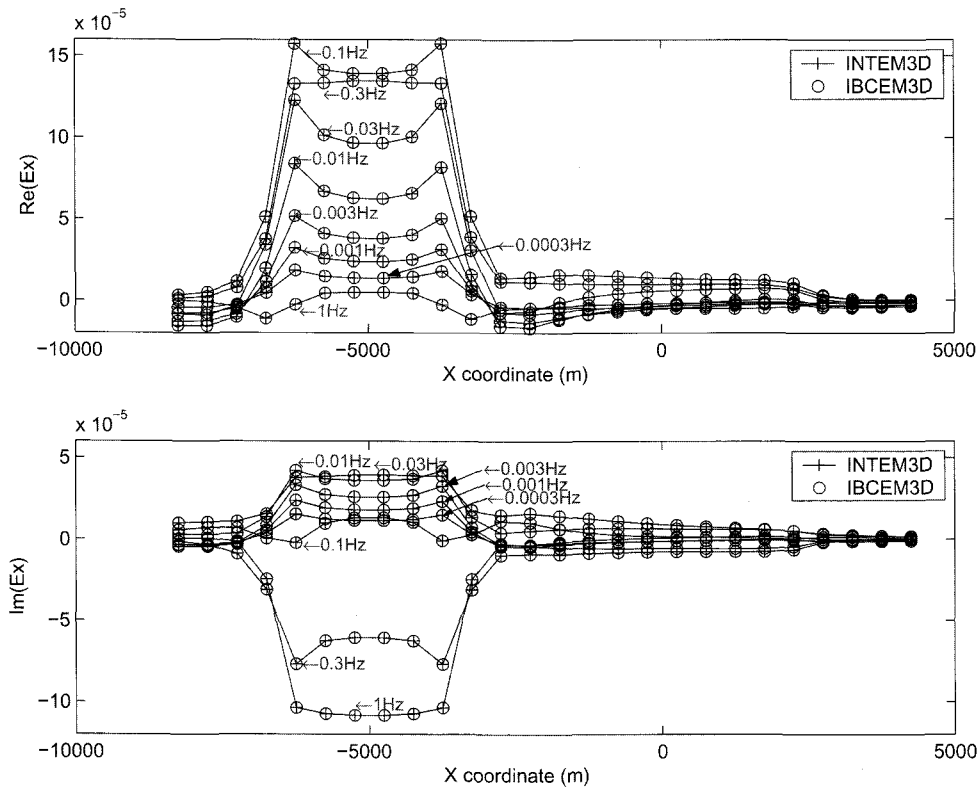 x 10⁻⁵
15
10
5
0
Re(Ex)
←0.1Hz
←0.3Hz
←0.03Hz
←0.01Hz
←0.003Hz
←0.001Hz
←0.0003Hz
←1Hz
INTEM3D
IBCEM3D
−10000
−5000
0
5000
X coordinate (m)
x 10⁻⁵
5
0
−5
−10
Im(Ex)
←0.01Hz
←0.03Hz
←0.003Hz
←0.001Hz
←0.0003Hz
←0.1Hz
←0.3Hz
←1Hz
INTEM3D
IBCEM3D
−10000
−5000
0
5000
X coordinate (m)